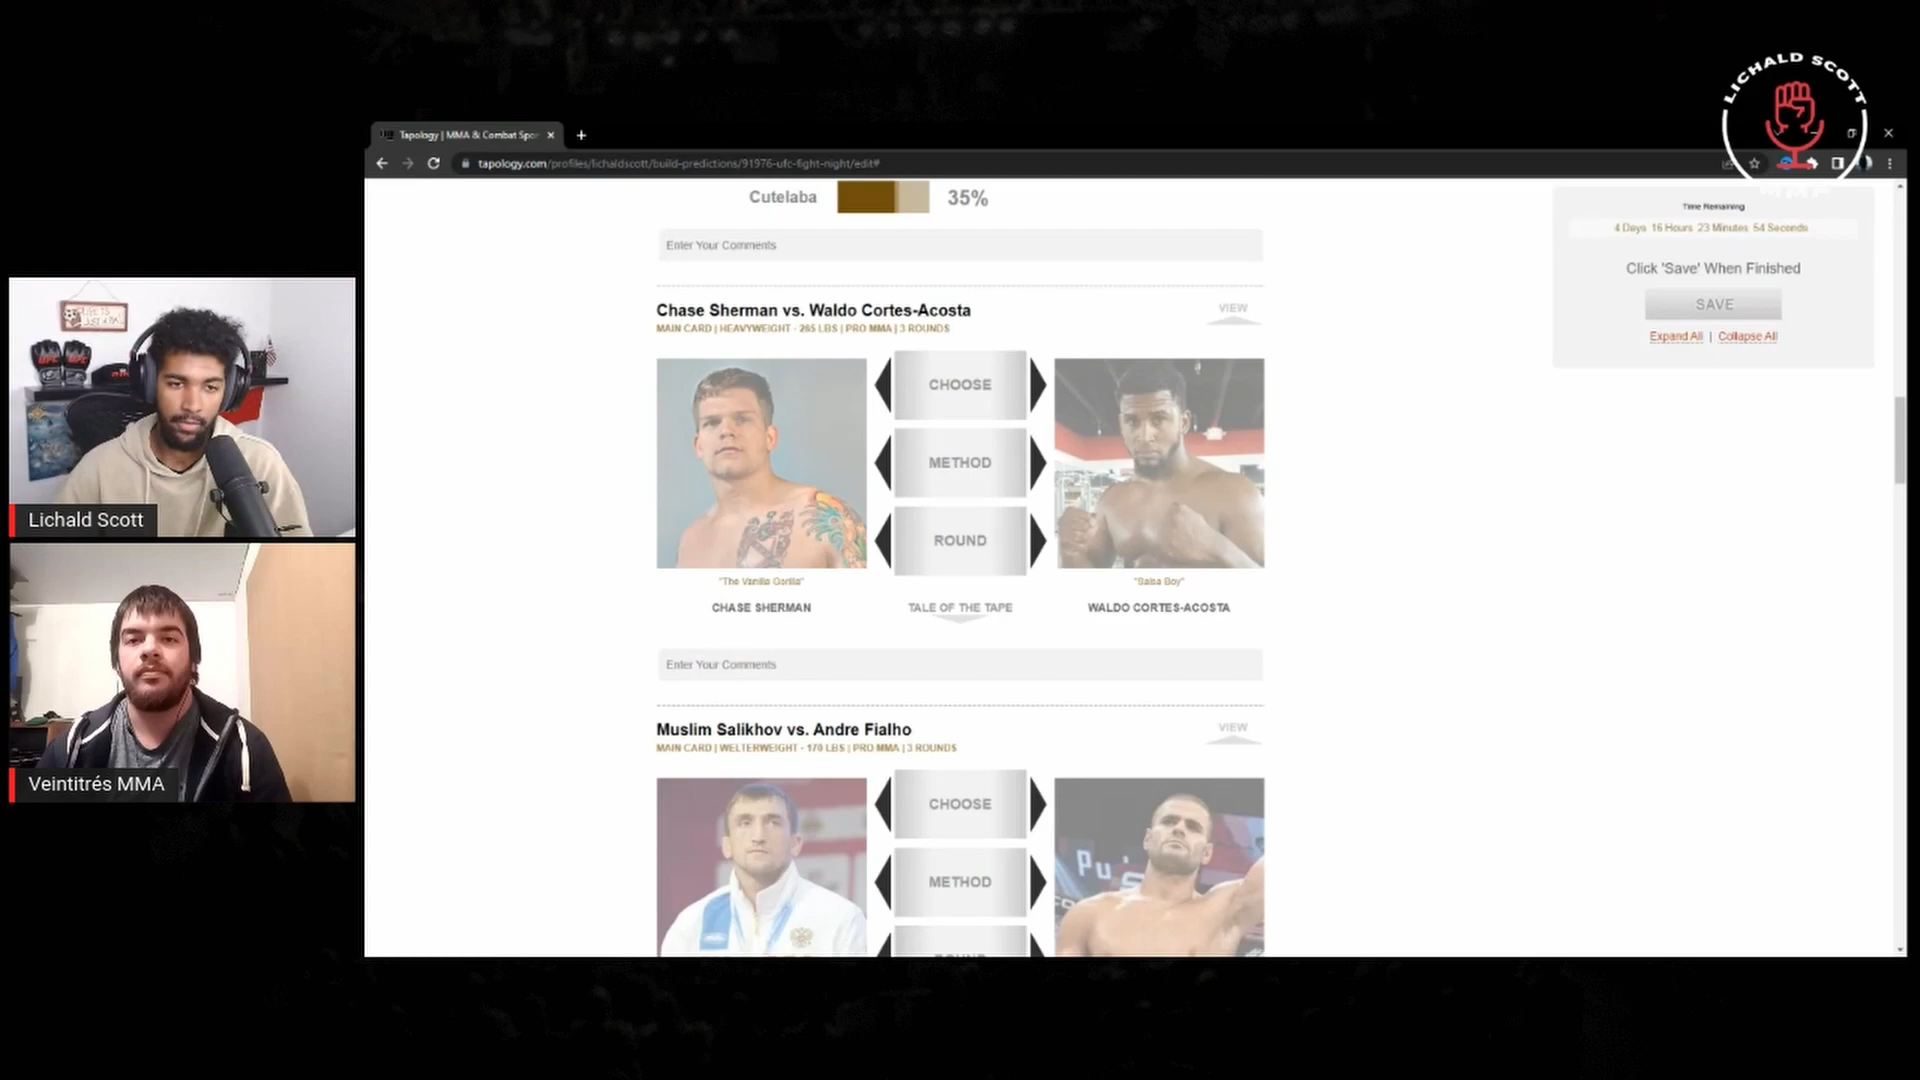 LICHALD SCOTT
Tapology | MMA & Combat Spor
tapology.com/profiles/lichaldscott/build-predictions/91976-ufc-fight-night/edit#
Cutelaba
35%
Enter Your Comments
Time Remaining
4 Days 16 Hours 23 Minutes 54 Seconds
Click 'Save' When Finished
SAVE
Expand All | Collapse All
Chase Sherman vs. Waldo Cortes-Acosta
VIEW
MAIN CARD | HEAVYWEIGHT - 265 LBS | PRO MMA | 3 ROUNDS
CHOOSE
METHOD
ROUND
"The Vanilla Gorilla"
"Salsa Boy"
CHASE SHERMAN
TALE OF THE TAPE
WALDO CORTES-ACOSTA
Enter Your Comments
Muslim Salikhov vs. Andre Fialho
VIEW
MAIN CARD | WELTERWEIGHT - 170 LBS | PRO MMA | 3 ROUNDS
CHOOSE
METHOD
UFC UFC
Lichald Scott
Veintitrés MMA